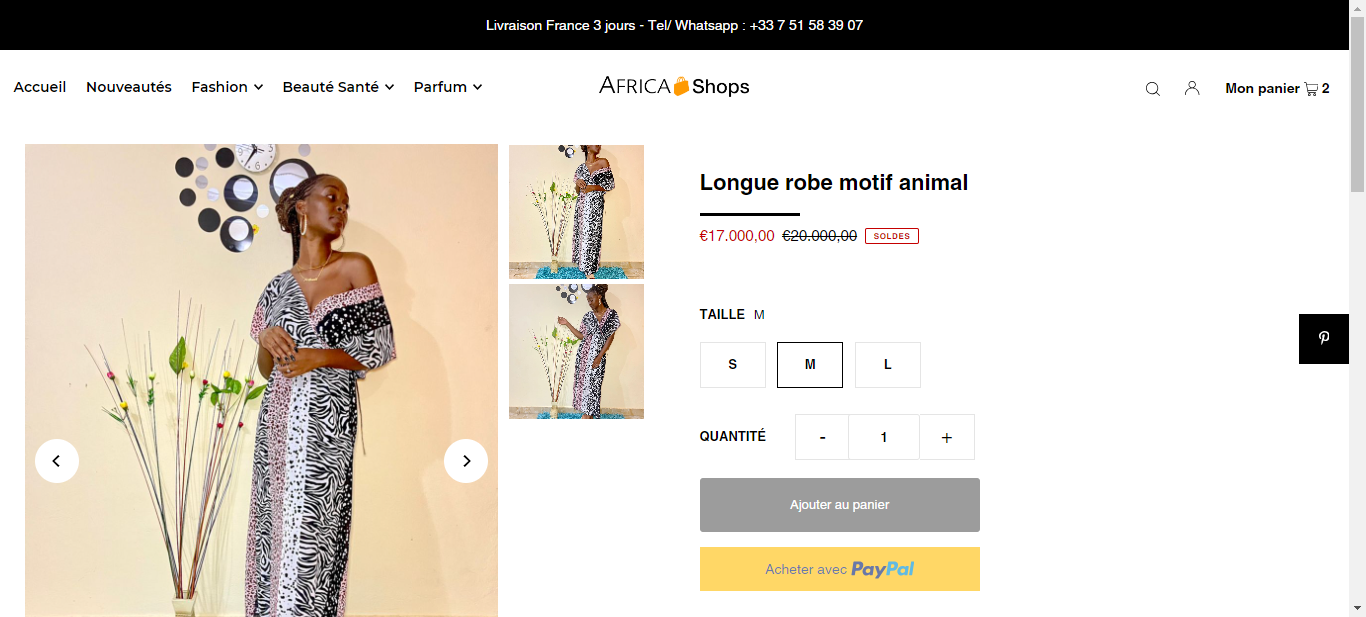 Livraison France 3 jours - Tel/ Whatsapp : +33 7 51 58 39 07
Accueil Nouveautés Fashion Beauté Santé Parfum
AFRICA Shops
Mon panier 2
Longue robe motif animal
€17.000,00 €20.000,00 SOLDES
TAILLE M
S M L
QUANTITÉ - 1 +
Ajouter au panier
Acheter avec PayPal